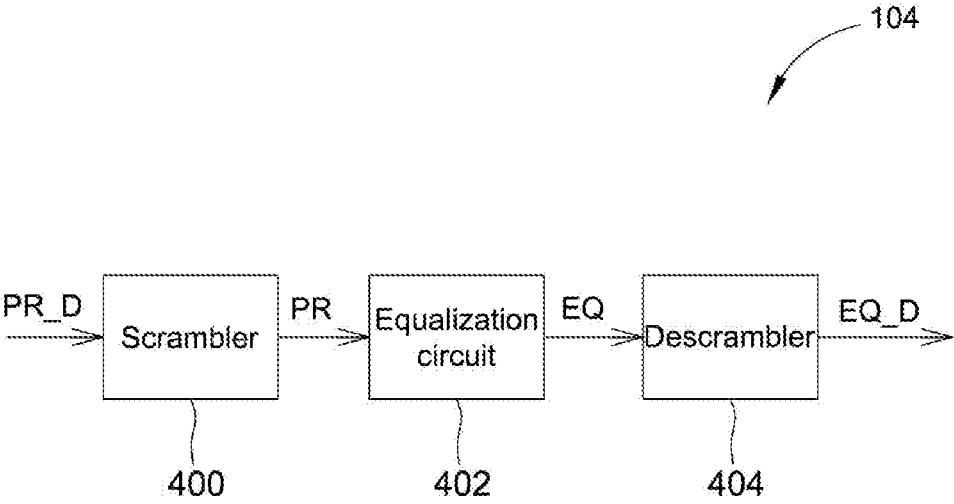 104
PR_D
Scrambler
PR
Equalization
circuit
EQ
Descrambler
EQ_D
400
402
404